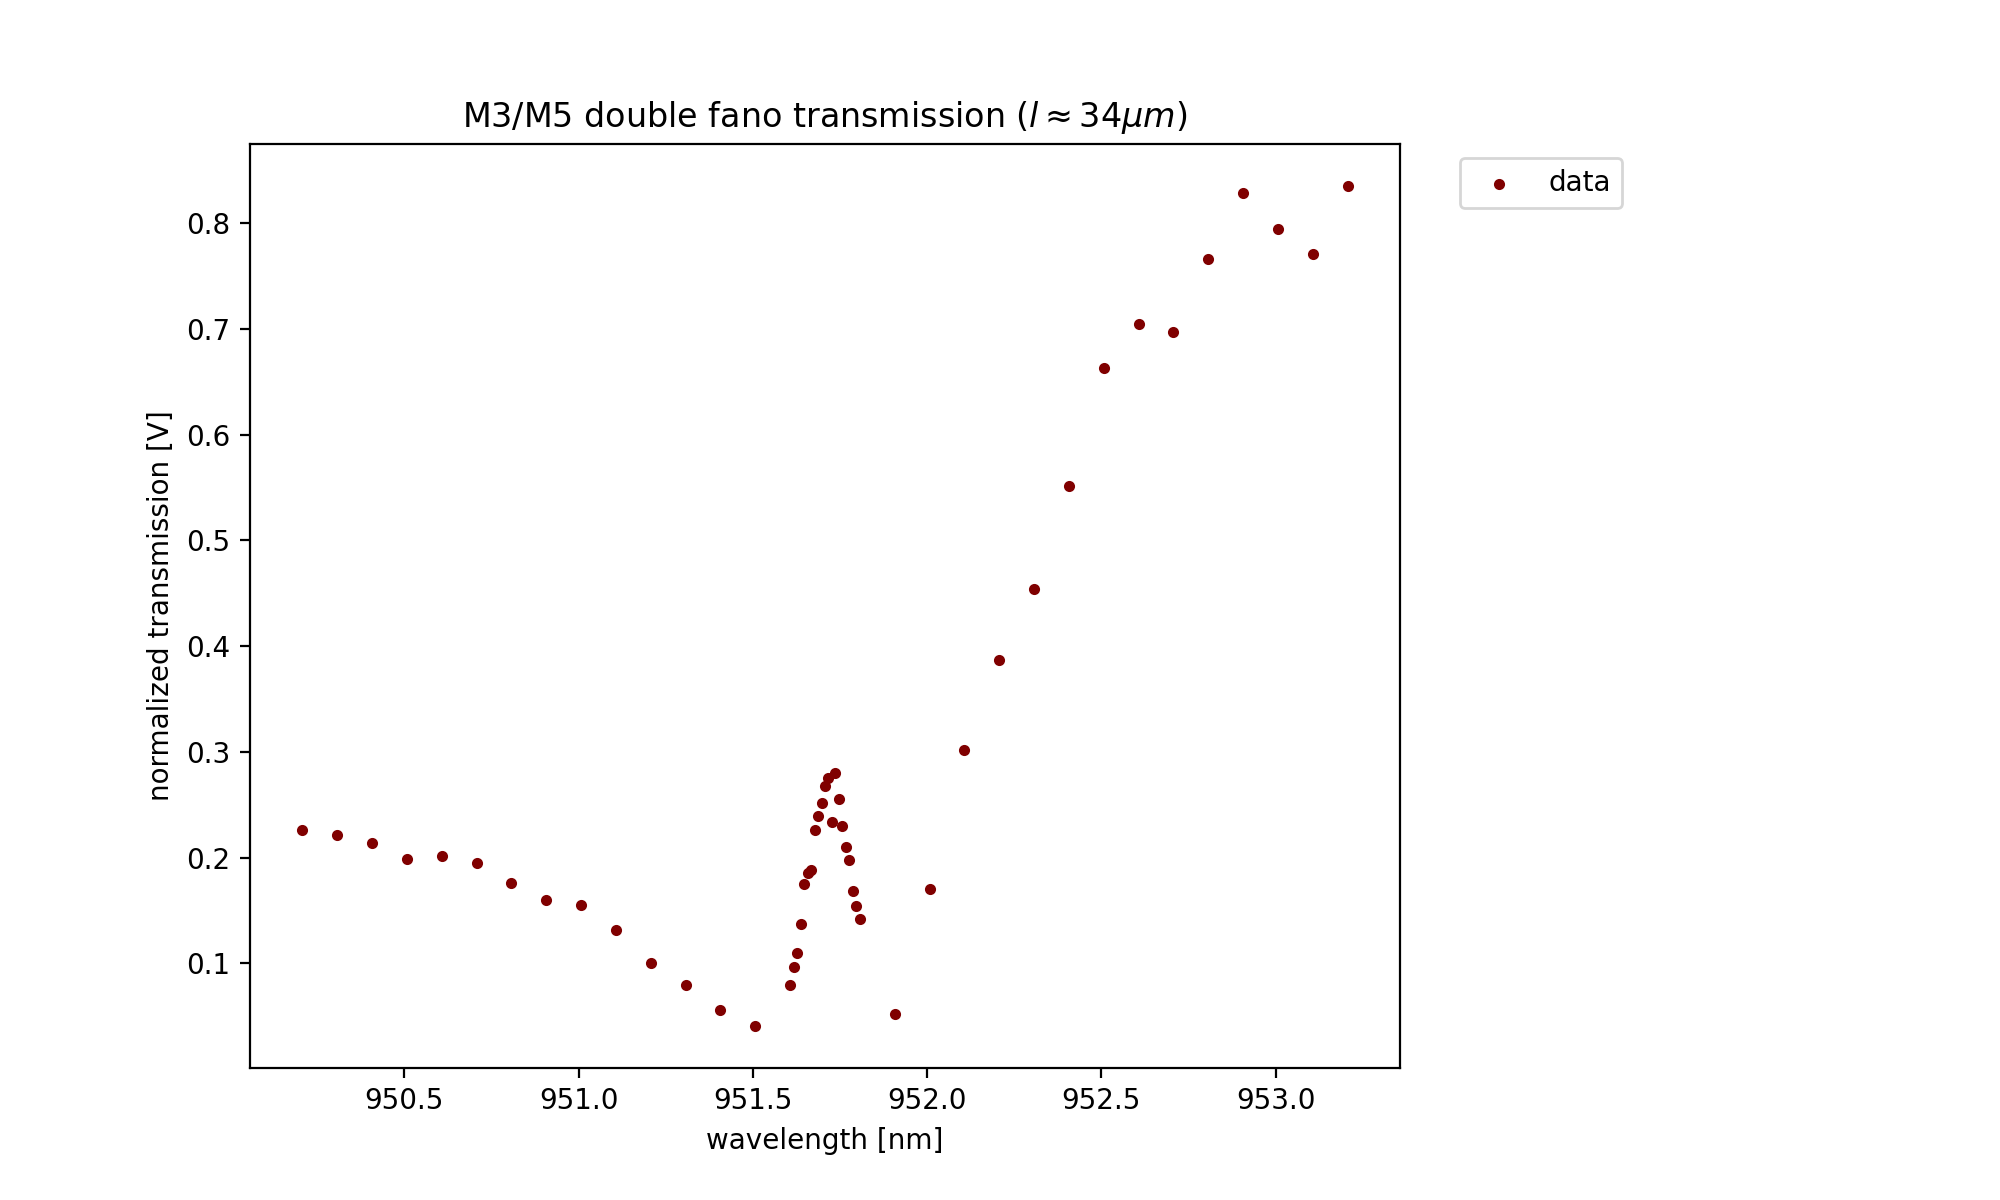 M3/M5 double fano transmission (l ≈ 34μm)
data
normalized transmission [V]
0.8
0.7
0.6
0.5
0.4
0.3
0.2
0.1
950.5 951.0 951.5 952.0 952.5 953.0
wavelength [nm]